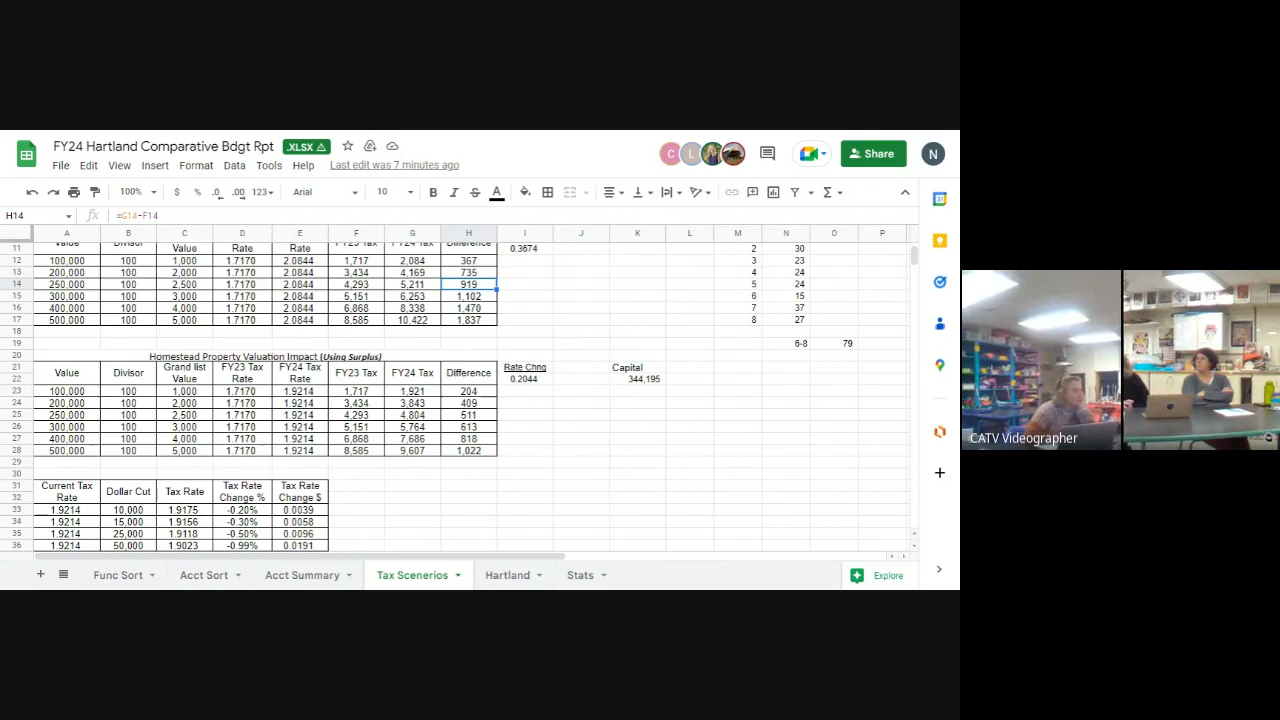 FY24 Hartland Comparative Bdgt Rpt .XLSX
File Edit View Insert Format Data Tools Help Last edit was 7 minutes ago
C L Share N
100% $ % .0 .00 123 Arial 10 B I S A
H14 fx =G14-F14
A B C D E F G H I J K L M N O P
11 Value Divisor Value Rate Rate FY23 Tax FY24 Tax Difference 0.3674 2 30
12 100,000 100 1,000 1.7170 2.0844 1,717 2,084 367 3 23
13 200,000 100 2,000 1.7170 2.0844 3,434 4,169 735 4 24
14 250,000 100 2,500 1.7170 2.0844 4,293 5,211 919 5 24
15 300,000 100 3,000 1.7170 2.0844 5,151 6,253 1,102 6 15
16 400,000 100 4,000 1.7170 2.0844 6,868 8,338 1,470 7 37
17 500,000 100 5,000 1.7170 2.0844 8,585 10,422 1,837 8 27
18
19 6-8 79
20 Homestead Property Valuation Impact (Using Surplus)
21 Value Divisor Grand list FY23 Tax FY24 Tax FY23 Tax FY24 Tax Difference Rate Chng Capital
22 Value Rate Rate 0.2044 344,195
23 100,000 100 1,000 1.7170 1.9214 1,717 1,921 204
24 200,000 100 2,000 1.7170 1.9214 3,434 3,843 409
25 250,000 100 2,500 1.7170 1.9214 4,293 4,804 511
26 300,000 100 3,000 1.7170 1.9214 5,151 5,764 613
27 400,000 100 4,000 1.7170 1.9214 6,868 7,686 818
28 500,000 100 5,000 1.7170 1.9214 8,585 9,607 1,022
29
30
31 Current Tax Dollar Cut Tax Rate Tax Rate Tax Rate
32 Rate Change % Change $
33 1.9214 10,000 1.9175 -0.20% 0.0039
34 1.9214 15,000 1.9156 -0.30% 0.0058
35 1.9214 25,000 1.9118 -0.50% 0.0096
36 1.9214 50,000 1.9023 -0.99% 0.0191
Func Sort Acct Sort Acct Summary Tax Scenerios Hartland Stats Explore
CATV Videographer